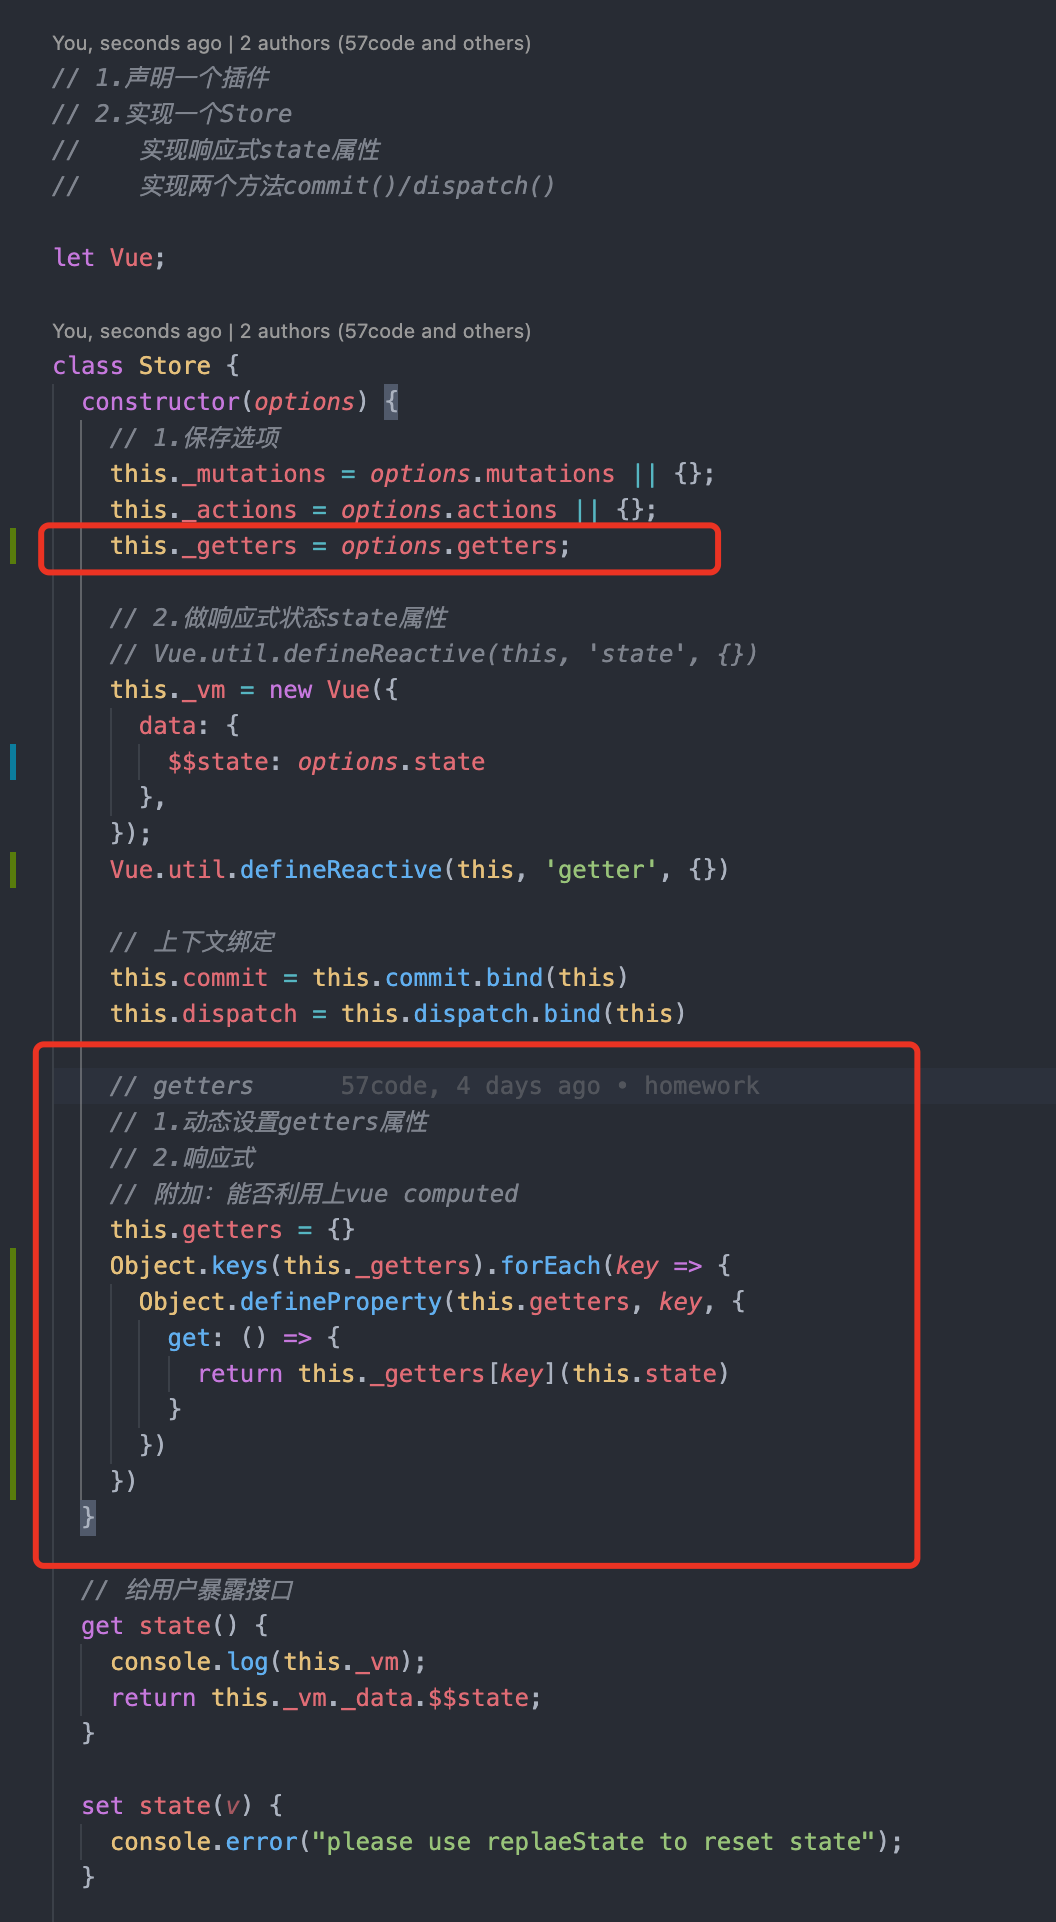 You, seconds ago | 2 authors (57code and others)
// 1.声明一个插件
// 2.实现一个Store
//    实现响应式state属性
//    实现两个方法commit()/dispatch()
let Vue;
You, seconds ago | 2 authors (57code and others)
class Store {
  constructor(options) {
    // 1.保存选项
    this._mutations = options.mutations || {};
    this._actions = options.actions || {};
    this._getters = options.getters;
    // 2.做响应式状态state属性
    // Vue.util.defineReactive(this, 'state', {})
    this._vm = new Vue({
      data: {
        $$state: options.state
      },
    });
    Vue.util.defineReactive(this, 'getter', {})
    // 上下文绑定
    this.commit = this.commit.bind(this)
    this.dispatch = this.dispatch.bind(this)
    // getters      57code, 4 days ago • homework
    // 1.动态设置getters属性
    // 2.响应式
    // 附加：能否利用上vue computed
    this.getters = {}
    Object.keys(this._getters).forEach(key => {
      Object.defineProperty(this.getters, key, {
        get: () => {
          return this._getters[key](this.state)
        }
      })
    })
  }
  // 给用户暴露接口
  get state() {
    console.log(this._vm);
    return this._vm._data.$$state;
  }
  set state(v) {
    console.error("please use replaeState to reset state");
  }